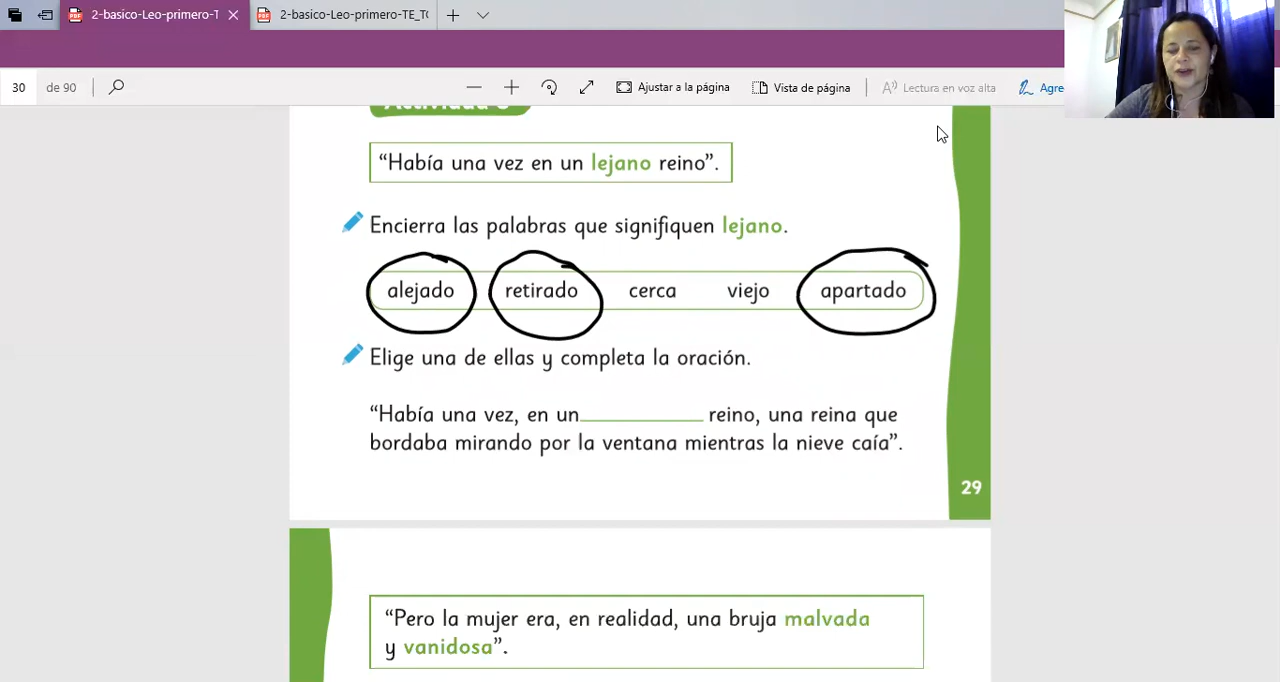 2-basico-Leo-primero-T
2-basico-Leo-primero-TE_TC
30
de 90
Ajustar a la página
Vista de página
Lectura en voz alta
“Había una vez en un lejano reino”.
Encierra las palabras que signifiquen lejano.
alejado retirado cerca viejo apartado
Elige una de ellas y completa la oración.
“Había una vez, en un__________ reino, una reina que
bordaba mirando por la ventana mientras la nieve caía”.
29
“Pero la mujer era, en realidad, una bruja malvada
y vanidosa”.